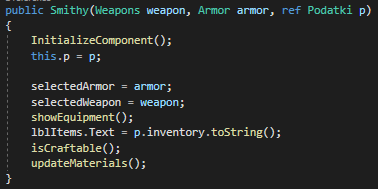 public Smithy(Weapons weapon, Armor armor, ref Podatki p)
{
InitializeComponent();
this.p = p;
selectedArmor = armor;
selectedWeapon = weapon;
showEquipment();
lblItems.Text = p.inventory.toString();
isCraftable();
updateMaterials();
}